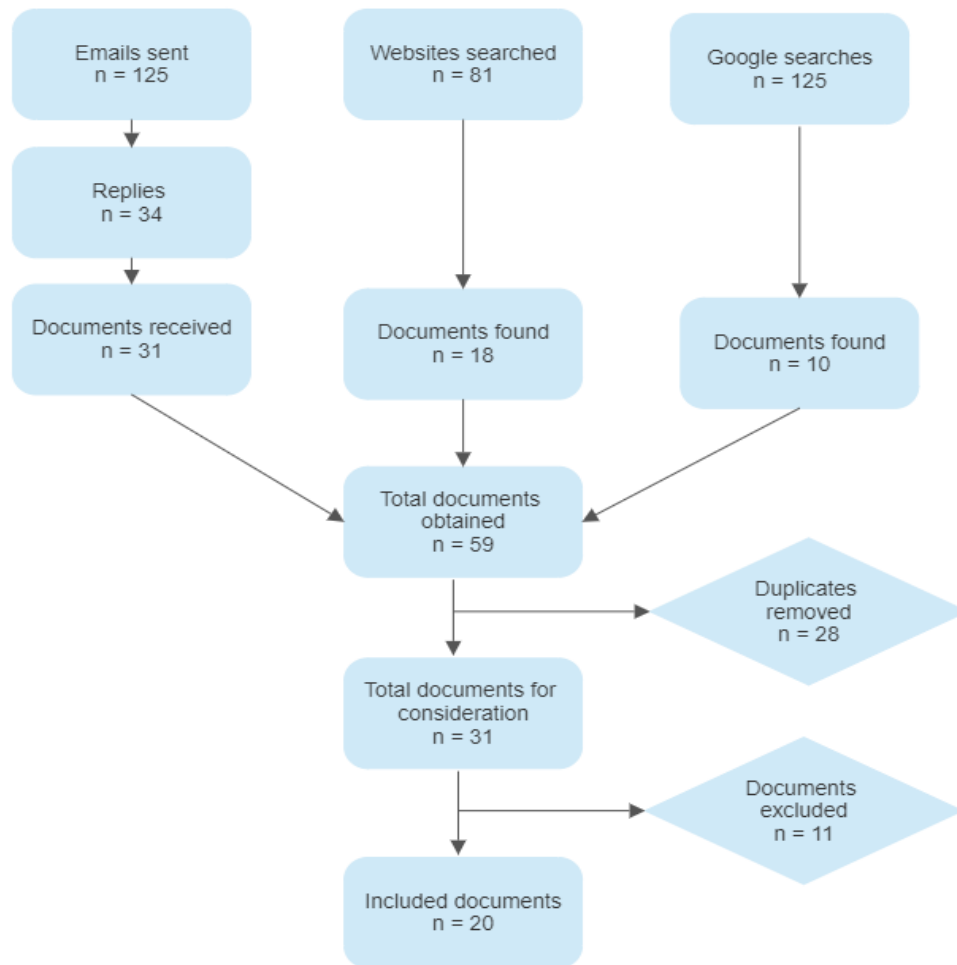 Emails sent
n = 125
Websites searched
n = 81
Google searches
n = 125
Replies
n = 34
Documents received
n = 31
Documents found
n = 18
Documents found
n = 10
Total documents
obtained
n = 59
Duplicates
removed
n = 28
Total documents for
consideration
n = 31
Documents
excluded
n = 11
Included documents
n = 20